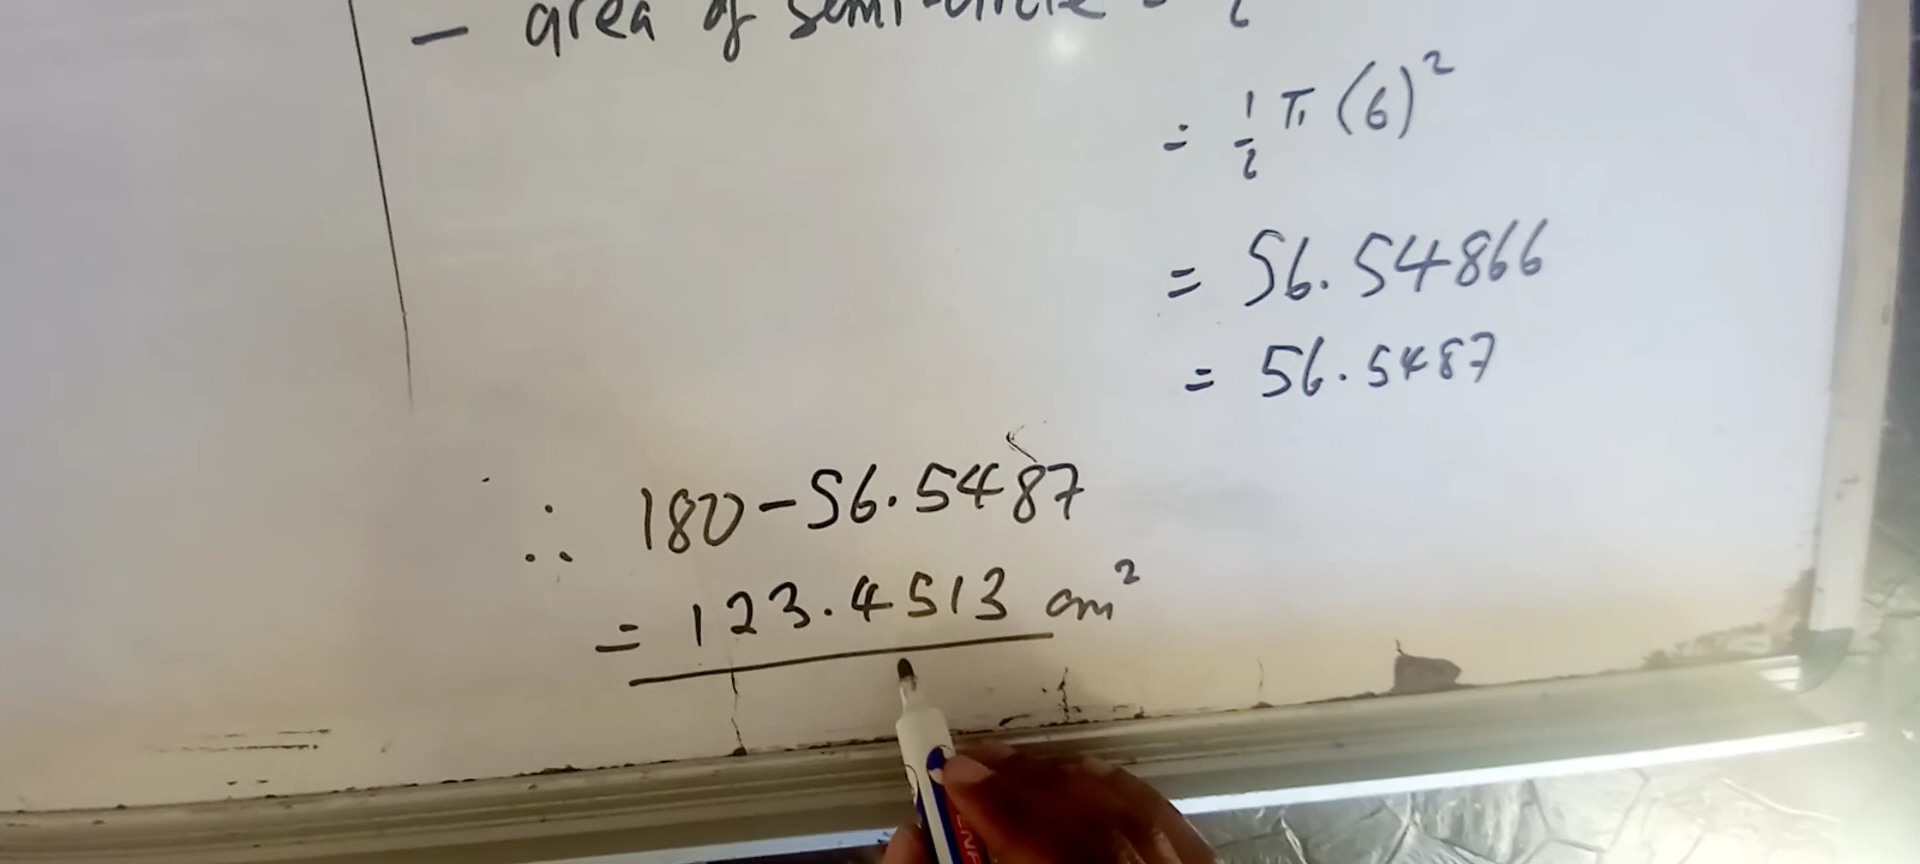 - area of semi-circle =
= 1/2 π (6)²
= 56.54866
= 56.5487
∴ 180-56.5487
= 123.4513 cm²